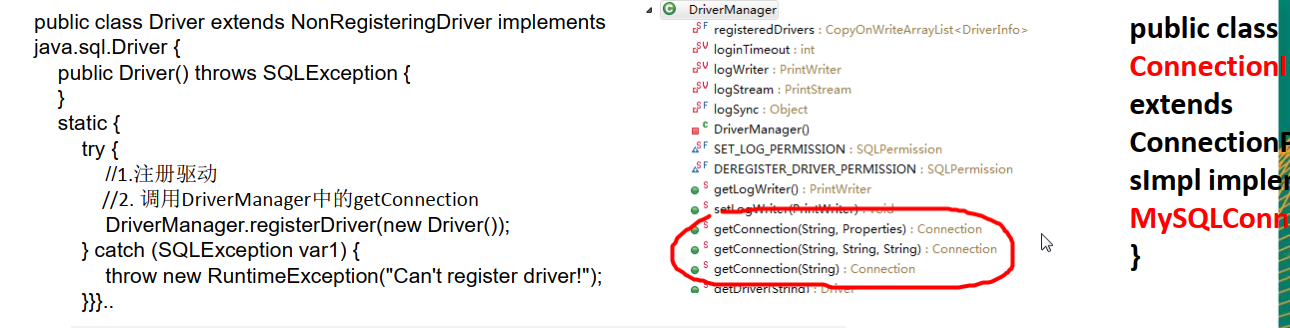 public class Driver extends NonRegisteringDriver implements
java.sql.Driver {
public Driver() throws SQLException {
}
static {
try {
//1.注册驱动
//2. 调用DriverManager中的getConnection
DriverManager.registerDriver(new Driver());
} catch (SQLException var1) {
throw new RuntimeException("Can't register driver!");
}}}..
DriverManager
registeredDrivers : CopyOnWriteArrayList<DriverInfo>
loginTimeout : int
logWriter : PrintWriter
logStream : PrintStream
logSync : Object
DriverManager()
SET_LOG_PERMISSION : SQLPermission
DEREGISTER_DRIVER_PERMISSION : SQLPermission
getLogWriter() : PrintWriter
setLogWriter(PrintWriter) : void
getConnection(String, Properties) : Connection
getConnection(String, String, String) : Connection
getConnection(String) : Connection
getDriver(String) : Driver
public class
ConnectionI
extends
ConnectionP
sImpl implem
MySQLConn
}